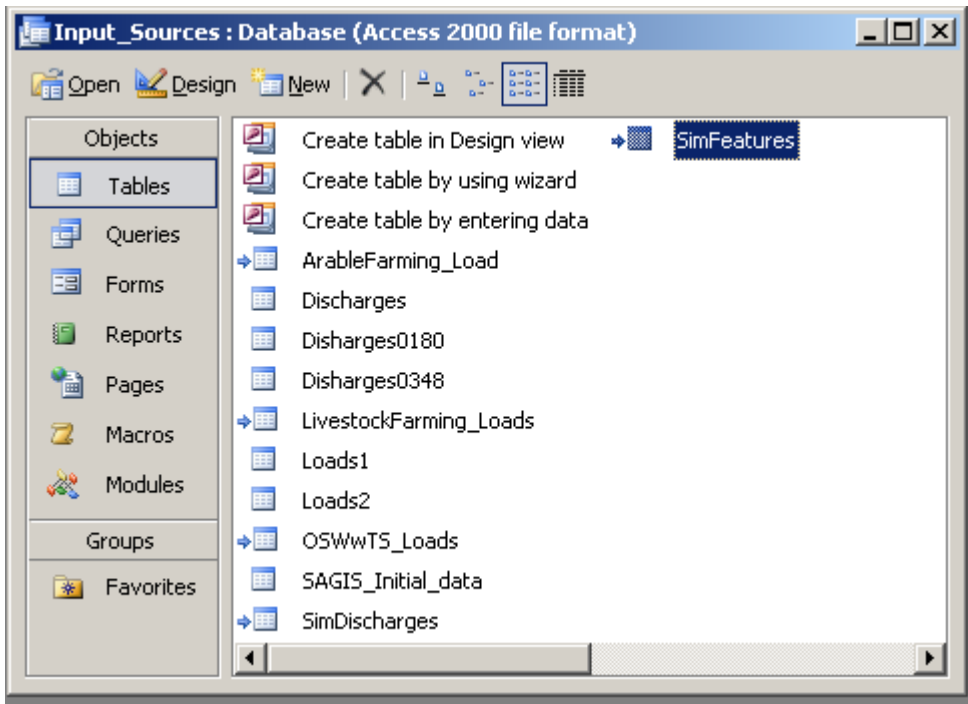 Input_Sources : Database (Access 2000 file format)
Open Design New
Objects
Tables
Queries
Forms
Reports
Pages
Macros
Modules
Groups
Favorites
Create table in Design view
Create table by using wizard
Create table by entering data
ArableFarming_Load
Discharges
Disharges0180
Disharges0348
LivestockFarming_Loads
Loads1
Loads2
OSWwTS_Loads
SAGIS_Initial_data
SimDischarges
SimFeatures